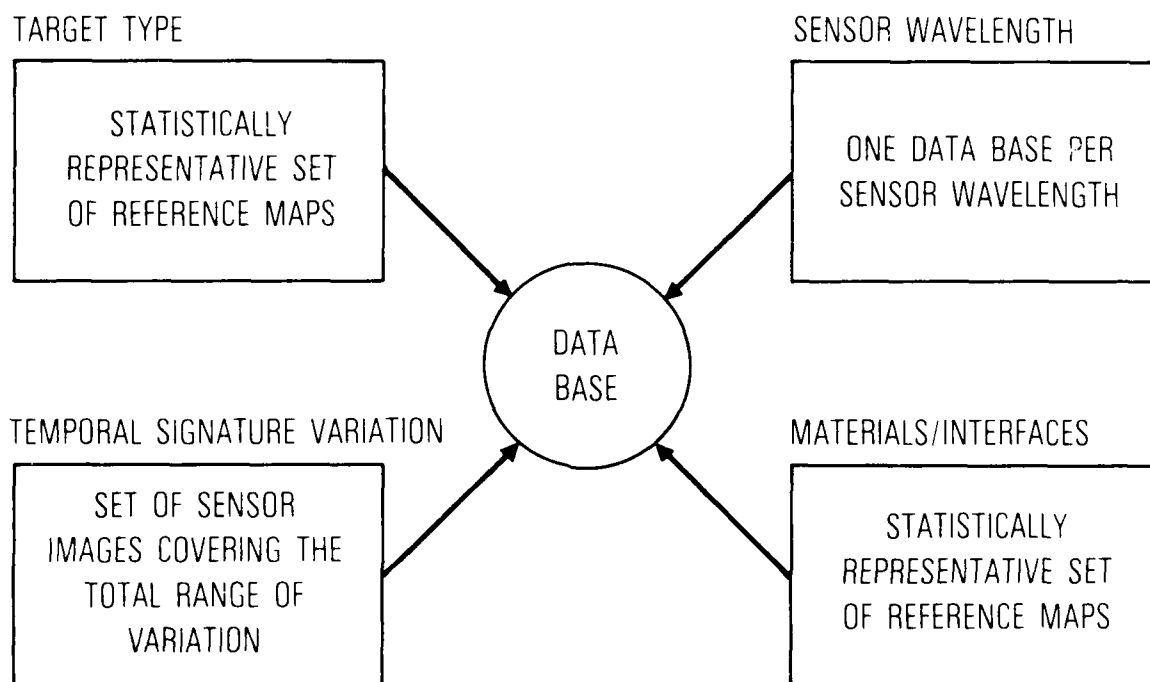 TARGET TYPE
STATISTICALLY
REPRESENTATIVE SET
OF REFERENCE MAPS
SENSOR WAVELENGTH
ONE DATA BASE PER
SENSOR WAVELENGTH
DATA
BASE
TEMPORAL SIGNATURE VARIATION
SET OF SENSOR
IMAGES COVERING THE
TOTAL RANGE OF
VARIATION
MATERIALS/INTERFACES
STATISTICALLY
REPRESENTATIVE SET
OF REFERENCE MAPS